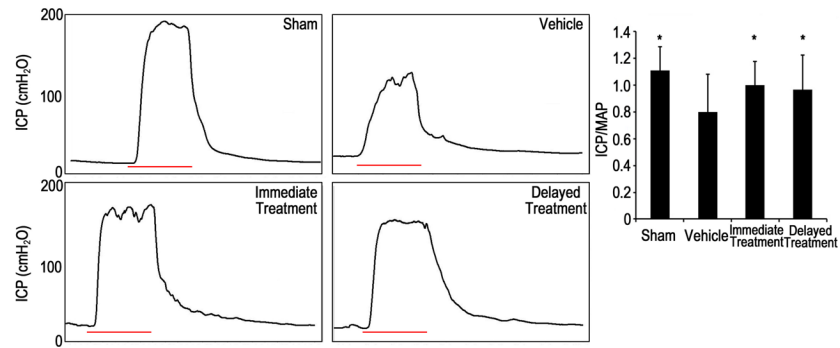 200
ICP (cmH2O)
100
0
Sham
Vehicle
200
ICP (cmH2O)
100
0
Immediate
Treatment
Delayed
Treatment
ICP/MAP
1.4
1.2
1.0
0.8
0.6
0.4
0.2
0
*
*
*
Sham
Vehicle
Immediate
Treatment
Delayed
Treatment